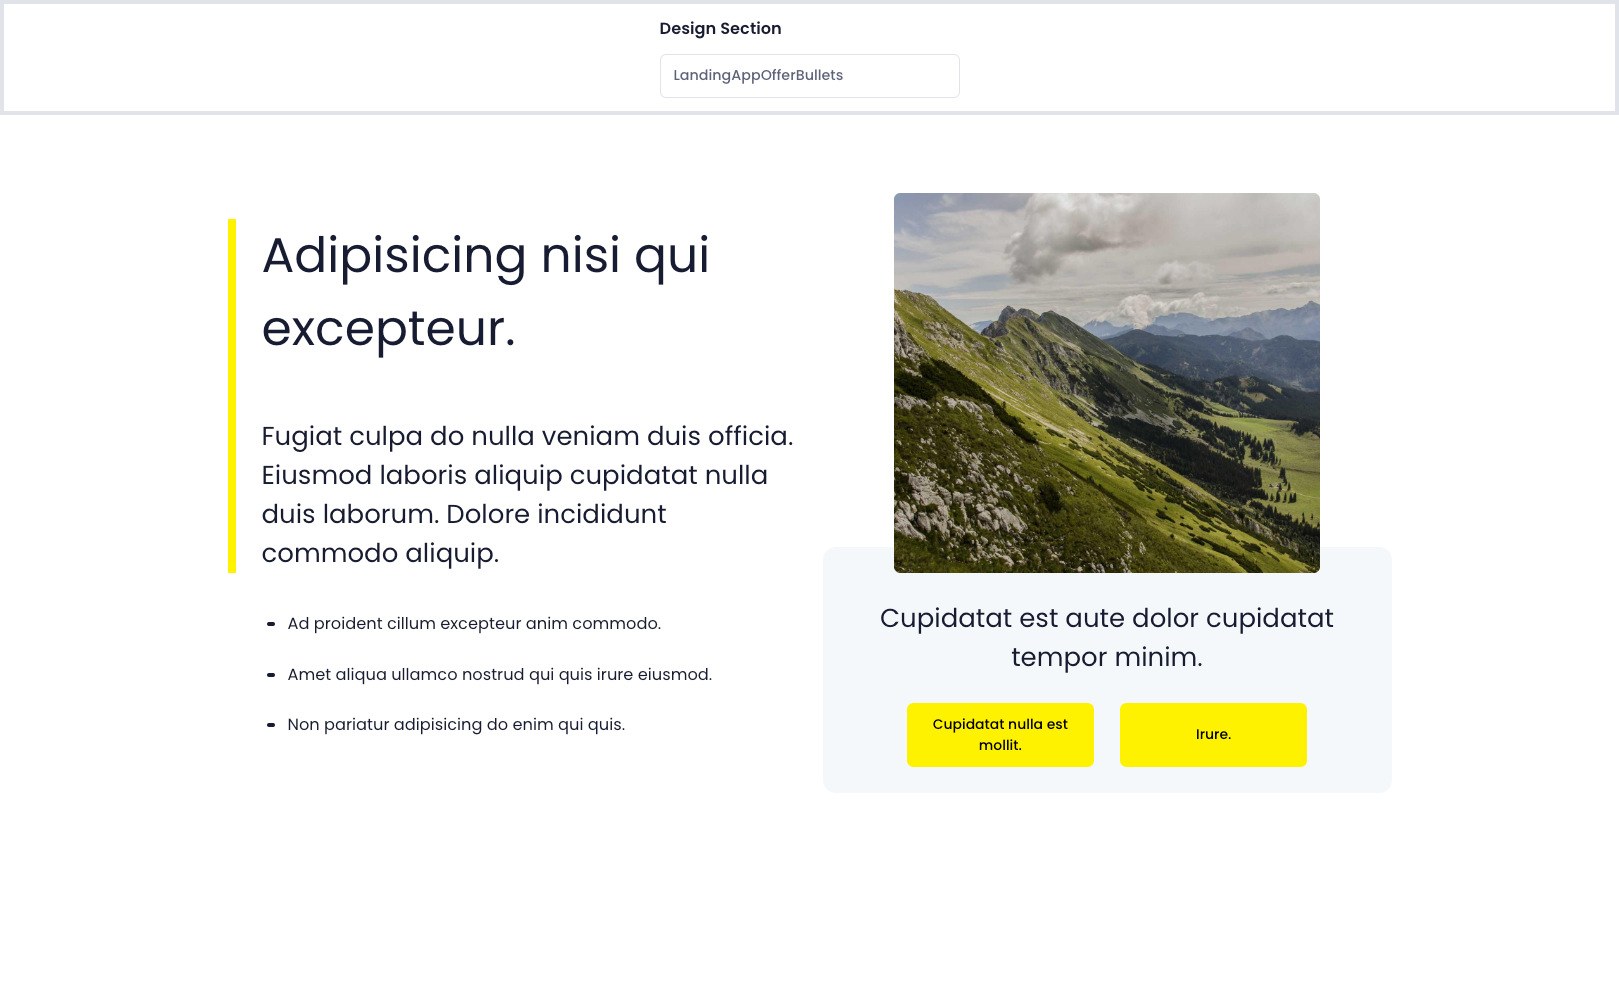 Design Section
LandingAppOfferBullets
Adipisicing nisi qui
excepteur.
Fugiat culpa do nulla veniam duis officia.
Eiusmod laboris aliquip cupidatat nulla
duis laborum. Dolore incididunt
commodo aliquip.
Ad proident cillum excepteur anim commodo.
Amet aliqua ullamco nostrud qui quis irure eiusmod.
Non pariatur adipisicing do enim qui quis.
Cupidatat est aute dolor cupidatat
tempor minim.
Cupidatat nulla est
mollit.
Irure.